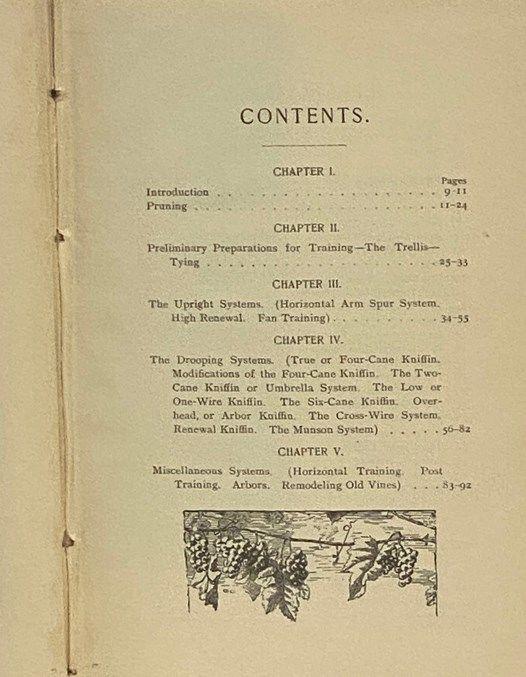 CONTENTS.
CHAPTER I.
Pages
Introduction . . . . . . . . . . . . . . . . . . . . 9-11
Pruning . . . . . . . . . . . . . . . . . . . . . . 11-24
CHAPTER II.
Preliminary Preparations for Training—The Trellis—
Tying . . . . . . . . . . . . . . . . . . . . 25-33
CHAPTER III.
The Upright Systems. (Horizontal Arm Spur System.
High Renewal. Fan Training) . . . . . . . . . . 34-55
CHAPTER IV.
The Drooping Systems. (True or Four-Cane Kniffin.
Modifications of the Four-Cane Kniffin. The Two-
Cane Kniffin or Umbrella System. The Low or
One-Wire Kniffin. The Six-Cane Kniffin. Over-
head, or Arbor Kniffin. The Cross-Wire System.
Renewal Kniffin. The Munson System) . . . . . 56-82
CHAPTER V.
Miscellaneous Systems. (Horizontal Training. Post
Training. Arbors. Remodeling Old Vines) . . . 83-92